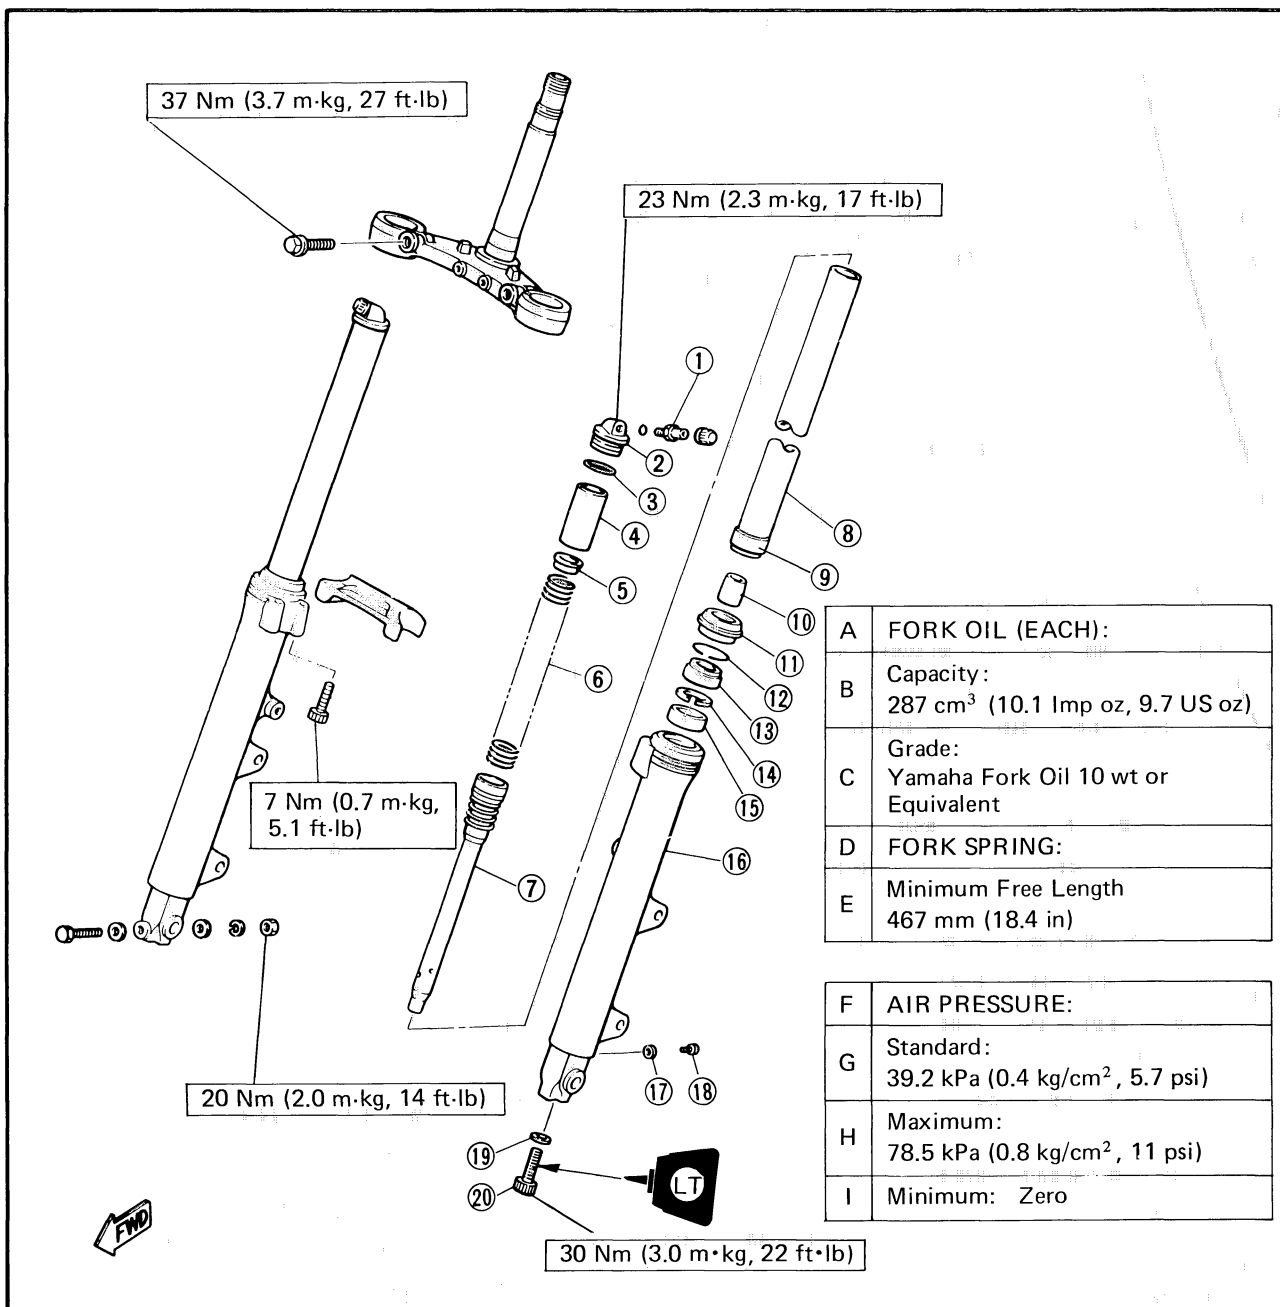 37 Nm (3.7 m·kg, 27 ft·lb)
23 Nm (2.3 m·kg, 17 ft·lb)
1
2
3
4
5
6
7
8
9
10
11
12
13
14
15
16
17
18
19
20
7 Nm (0.7 m·kg,
5.1 ft·lb)
20 Nm (2.0 m·kg, 14 ft·lb)
LT
30 Nm (3.0 m·kg, 22 ft·lb)
FWD
A FORK OIL (EACH):
B Capacity:
287 cm³ (10.1 Imp oz, 9.7 US oz)
C Grade:
Yamaha Fork Oil 10 wt or
Equivalent
D FORK SPRING:
E Minimum Free Length
467 mm (18.4 in)
F AIR PRESSURE:
G Standard:
39.2 kPa (0.4 kg/cm², 5.7 psi)
H Maximum:
78.5 kPa (0.8 kg/cm², 11 psi)
I Minimum: Zero